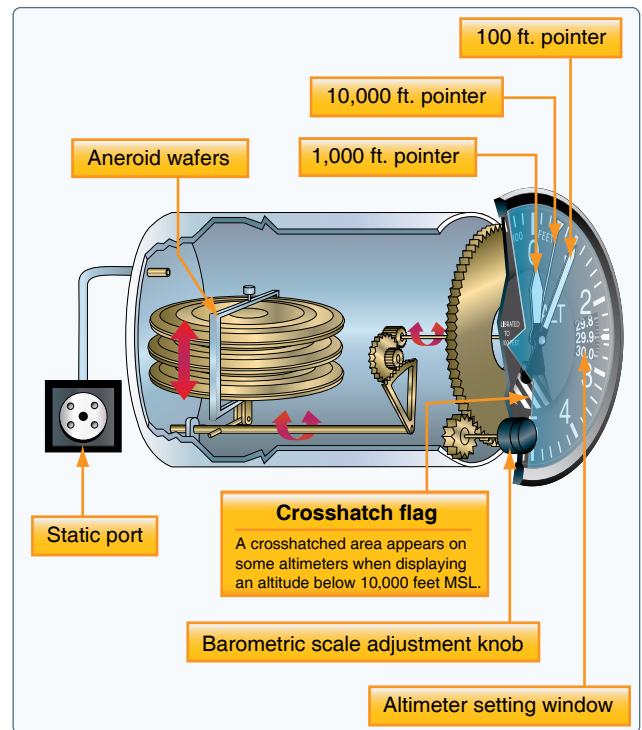 100 ft. pointer
10,000 ft. pointer
Aneroid wafers
1,000 ft. pointer
FEET
ALT
2
29.8
29.9
30.0
3
4
TO
Crosshatch flag
A crosshatched area appears on
some altimeters when displaying
an altitude below 10,000 feet MSL.
Static port
Barometric scale adjustment knob
Altimeter setting window